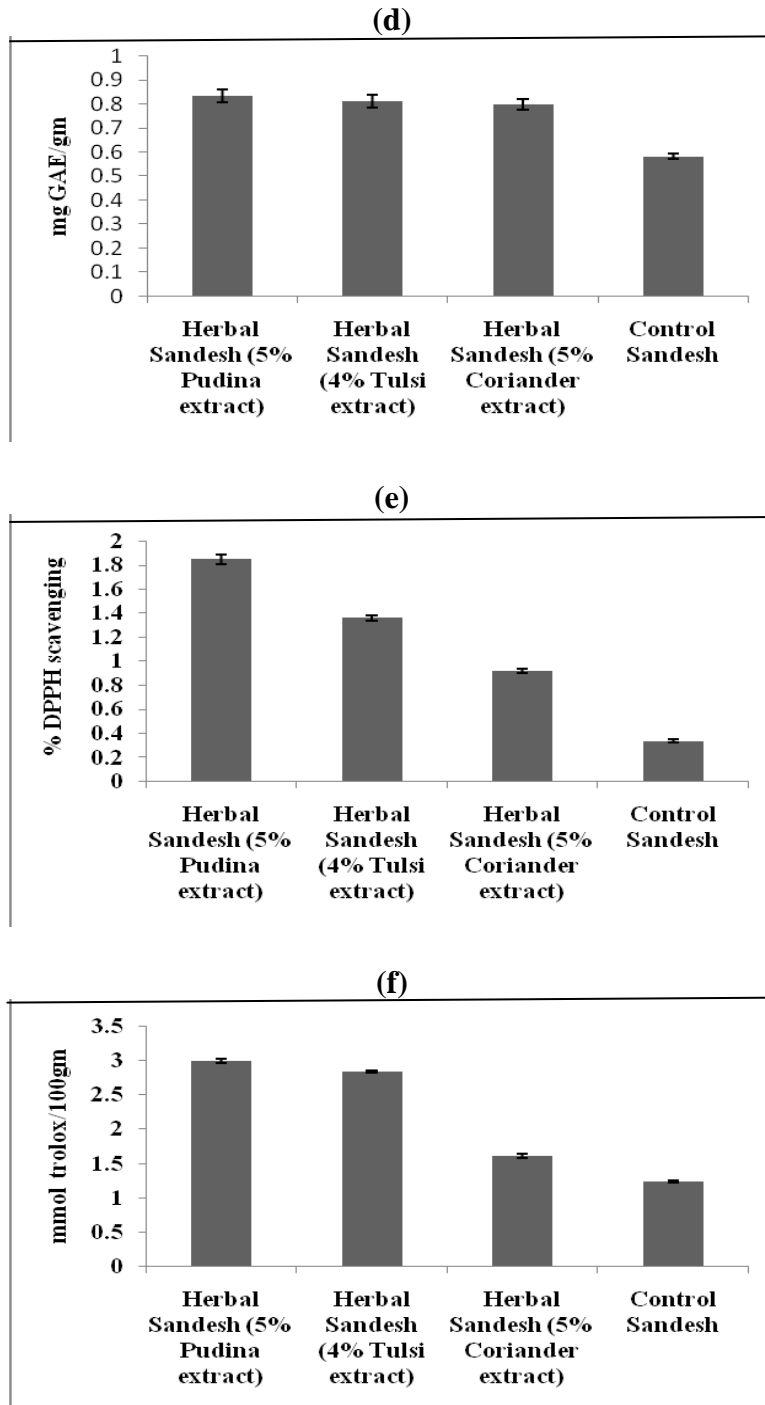 (d)
mg GAE/gm
1
0.9
0.8
0.7
0.6
0.5
0.4
0.3
0.2
0.1
0
Herbal
Sandesh (5%
Pudina
extract)
Herbal
Sandesh
(4% Tulsi
extract)
Herbal
Sandesh (5%
Coriander
extract)
Control
Sandesh
(e)
% DPPH scavenging
2
1.8
1.6
1.4
1.2
1
0.8
0.6
0.4
0.2
0
Herbal
Sandesh (5%
Pudina
extract)
Herbal
Sandesh
(4% Tulsi
extract)
Herbal
Sandesh (5%
Coriander
extract)
Control
Sandesh
(f)
mmol trolox/100gm
3.5
3
2.5
2
1.5
1
0.5
0
Herbal
Sandesh (5%
Pudina
extract)
Herbal
Sandesh
(4% Tulsi
extract)
Herbal
Sandesh (5%
Coriander
extract)
Control
Sandesh